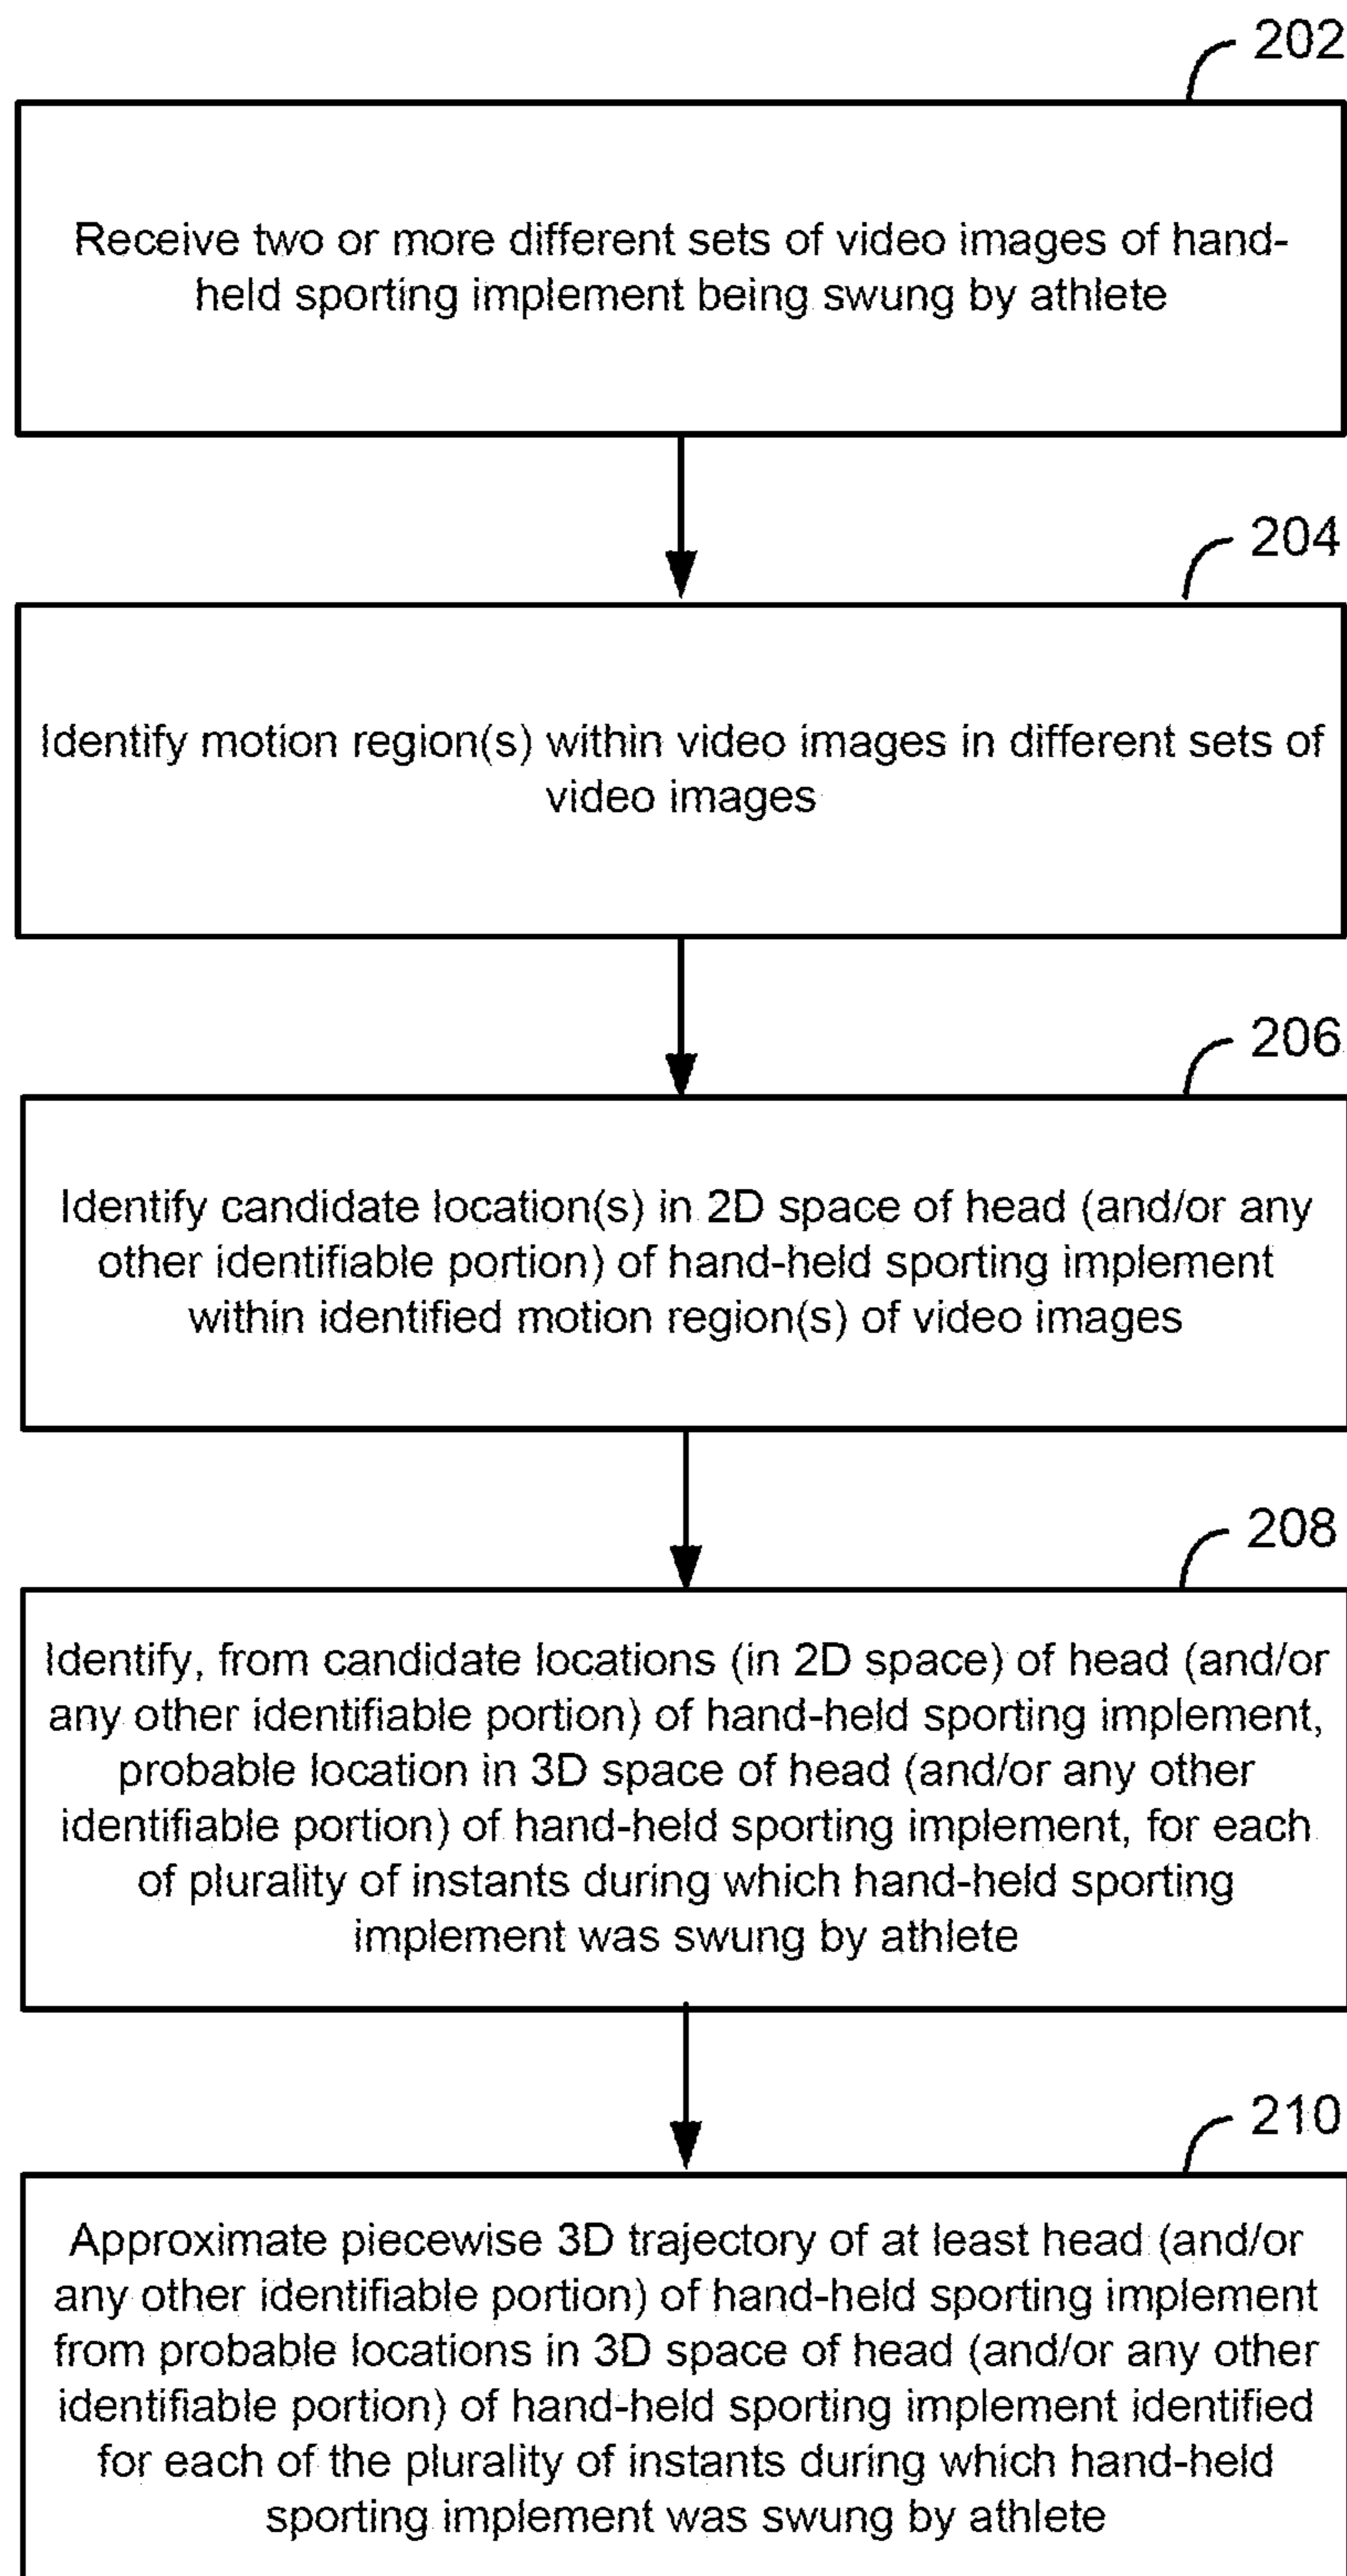 202
Receive two or more different sets of video images of hand-
held sporting implement being swung by athlete
204
Identify motion region(s) within video images in different sets of
video images
206
Identify candidate location(s) in 2D space of head (and/or any
other identifiable portion) of hand-held sporting implement
within identified motion region(s) of video images
208
Identify, from candidate locations (in 2D space) of head (and/or
any other identifiable portion) of hand-held sporting implement,
probable location in 3D space of head (and/or any other
identifiable portion) of hand-held sporting implement, for each
of plurality of instants during which hand-held sporting
implement was swung by athlete
210
Approximate piecewise 3D trajectory of at least head (and/or
any other identifiable portion) of hand-held sporting implement
from probable locations in 3D space of head (and/or any other
identifiable portion) of hand-held sporting implement identified
for each of the plurality of instants during which hand-held
sporting implement was swung by athlete